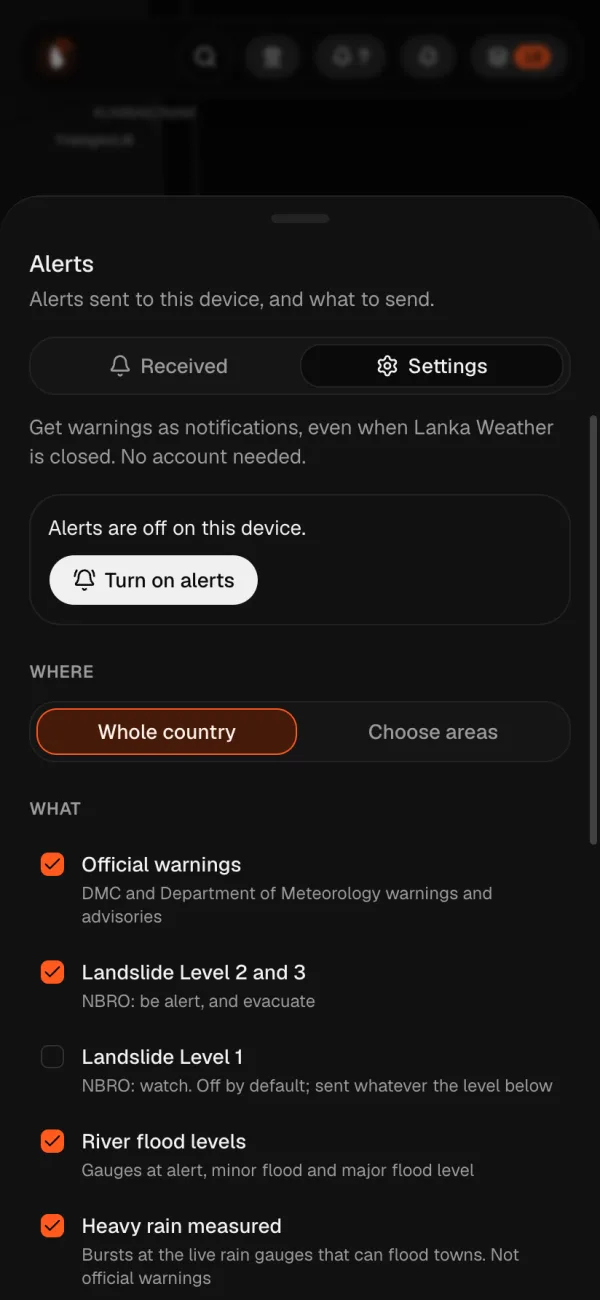 Alerts
Alerts sent to this device, and what to send.
Received
Settings
Get warnings as notifications, even when Lanka Weather
is closed. No account needed.
Alerts are off on this device.
Turn on alerts
WHERE
Whole country
Choose areas
WHAT
Official warnings
DMC and Department of Meteorology warnings and
advisories
Landslide Level 2 and 3
NBRO: be alert, and evacuate
Landslide Level 1
NBRO: watch. Off by default; sent whatever the level below
River flood levels
Gauges at alert, minor flood and major flood level
Heavy rain measured
Bursts at the live rain gauges that can flood towns. Not
official warnings